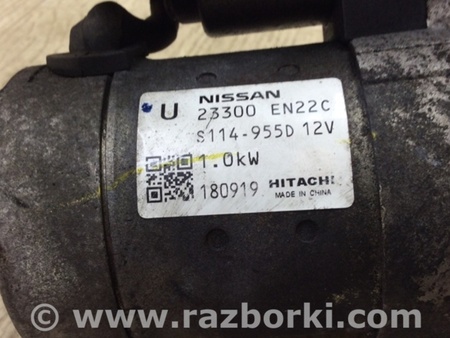 U NISSAN
23300 EN22C
S114-955D 12V
1.0kW
180919 HITACHI
MADE IN CHINA
© www.razborki.com